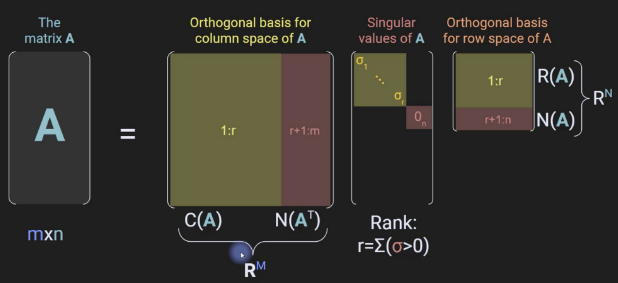 The
matrix A
Orthogonal basis for
column space of A
Singular
values of A
Orthogonal basis
for row space of A
A
=
1:r
r+1:m
σ₁
⋱
σᵣ
0ₙ
1:r
r+1:n
R(A)
N(A)
Rᴺ
mxn
C(A)
N(Aᵀ)
Rᴹ
Rank:
r=Σ(σ>0)